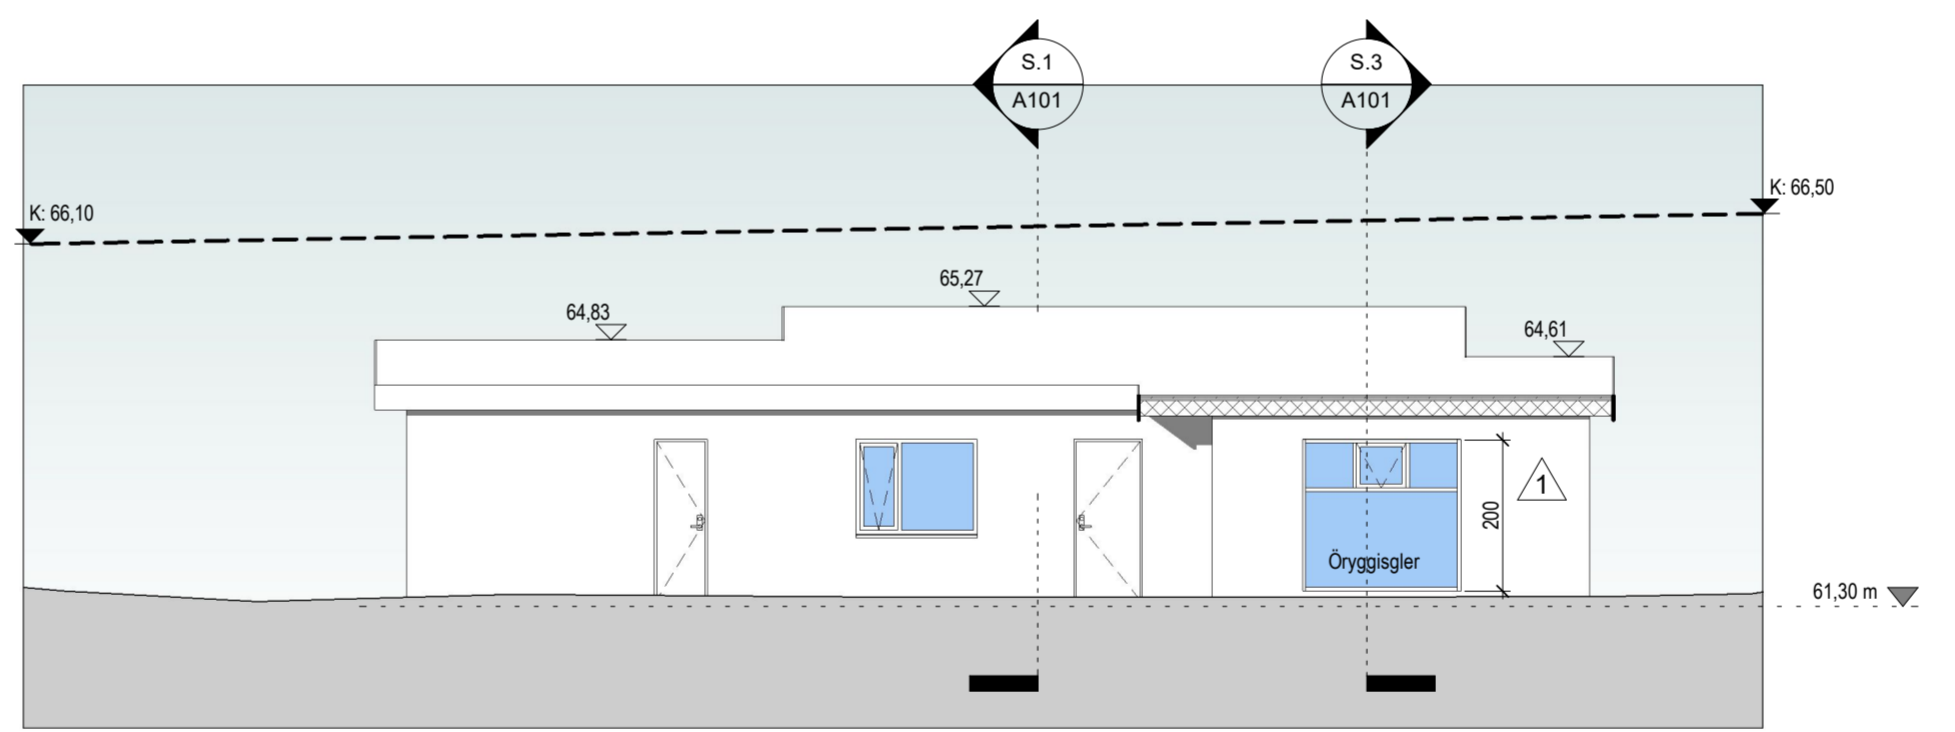 S.1
A101
S.3
A101
K: 66,10
K: 66,50
65,27
64,83
64,61
1
200
Öryggisgler
61,30 m